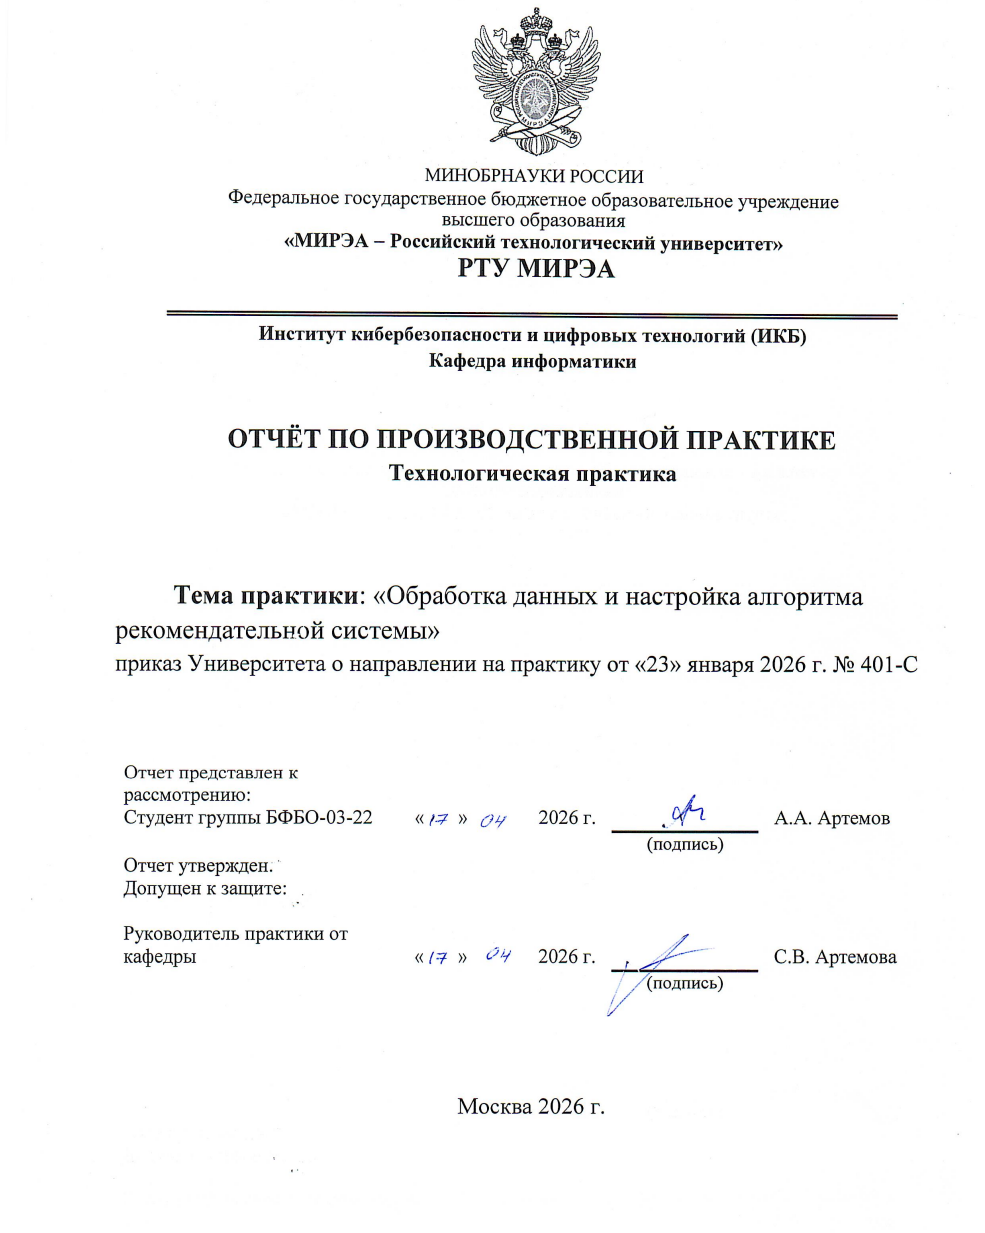 МИРЭА
МИНОБРНАУКИ РОССИИ
Федеральное государственное бюджетное образовательное учреждение
высшего образования
«МИРЭА – Российский технологический университет»
РТУ МИРЭА
Институт кибербезопасности и цифровых технологий (ИКБ)
Кафедра информатики
ОТЧЁТ ПО ПРОИЗВОДСТВЕННОЙ ПРАКТИКЕ
Технологическая практика
Тема практики: «Обработка данных и настройка алгоритма
рекомендательной системы»
приказ Университета о направлении на практику от «23» января 2026 г. № 401-С
Отчет представлен к
рассмотрению:
Студент группы БФБО-03-22 «17» 04 2026 г. А.А. Артемов
(подпись)
Отчет утвержден.
Допущен к защите:
Руководитель практики от
кафедры «17» 04 2026 г. С.В. Артемова
(подпись)
Москва 2026 г.